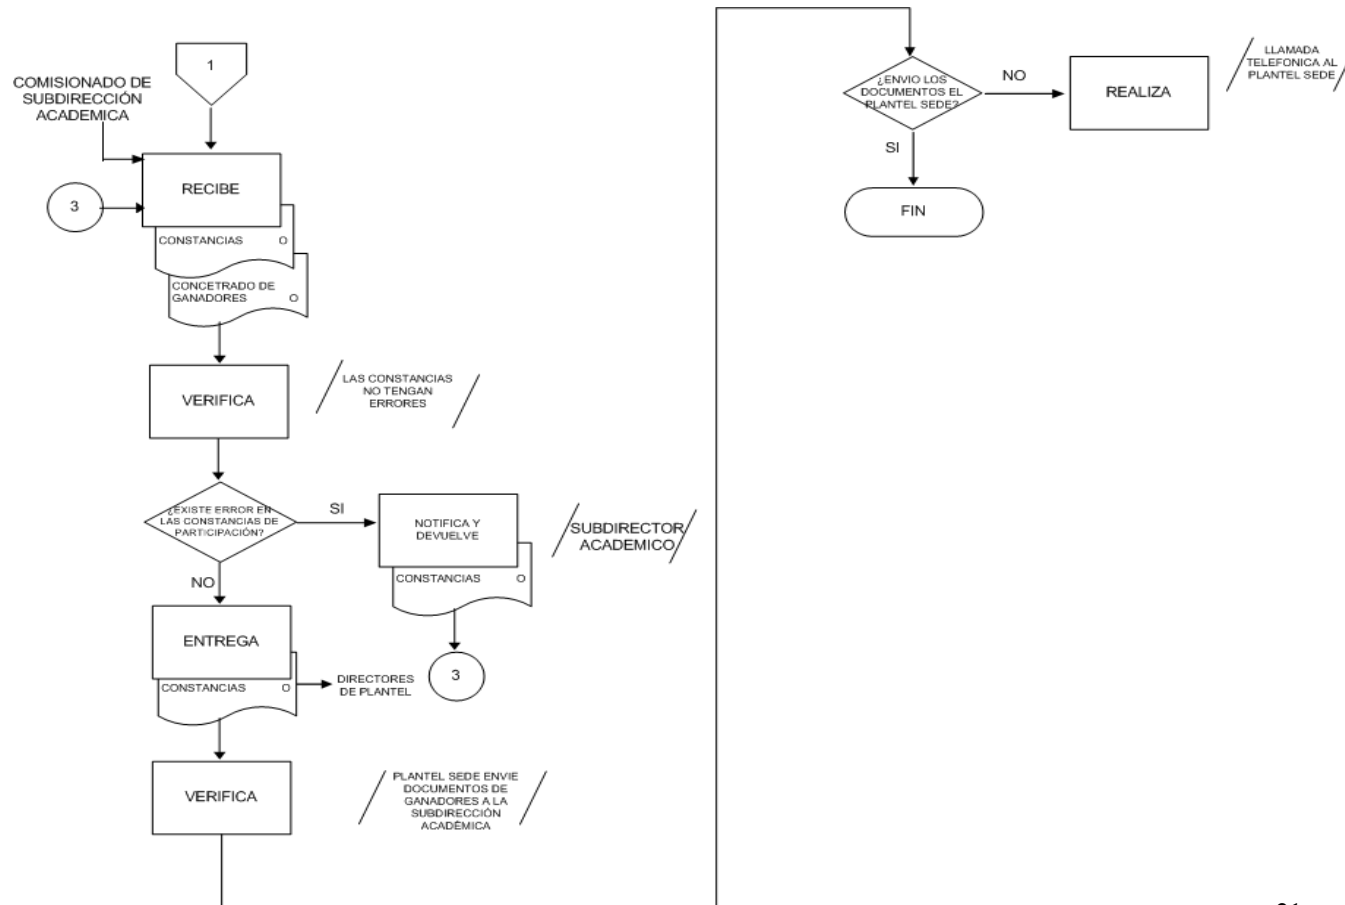 1
COMISIONADO DE
SUBDIRECCIÓN
ACADEMICA
RECIBE
3
CONSTANCIAS O
CONCETRADO DE
GANADORES O
VERIFICA
LAS CONSTANCIAS
NO TENGAN
ERRORES
¿EXISTE ERROR EN
LAS CONSTANCIAS DE
PARTICIPACIÓN?
SI
NOTIFICA Y
DEVUELVE
SUBDIRECTOR
ACADEMICO
CONSTANCIAS O
3
NO
ENTREGA
CONSTANCIAS O
DIRECTORES
DE PLANTEL
VERIFICA
PLANTEL SEDE ENVIE
DOCUMENTOS DE
GANADORES A LA
SUBDIRECCIÓN
ACADÉMICA
¿ENVIO LOS
DOCUMENTOS EL
PLANTEL SEDE?
NO
REALIZA
LLAMADA
TELEFONICA AL
PLANTEL SEDE
SI
FIN